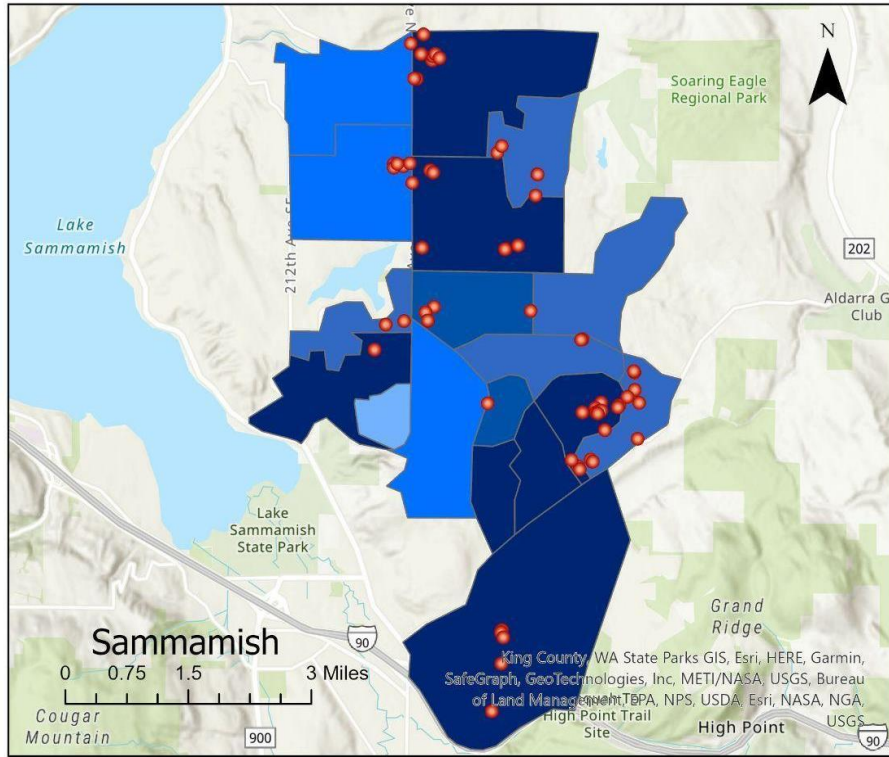 N
Soaring Eagle
Regional Park
Lake
Sammamish
212th Ave SE
202
Aldarra G
Club
Lake
Sammamish
State Park
Sammamish
0 0.75 1.5 3 Miles
90
Grand
Ridge
King County, WA State Parks GIS, Esri, HERE, Garmin,
SafeGraph, GeoTechnologies, Inc, METI/NASA, USGS, Bureau
of Land Management, EPA, NPS, USDA, Esri, NASA, NGA,
USGS
High Point Trail
Site
High Point
Cougar
Mountain
900
90